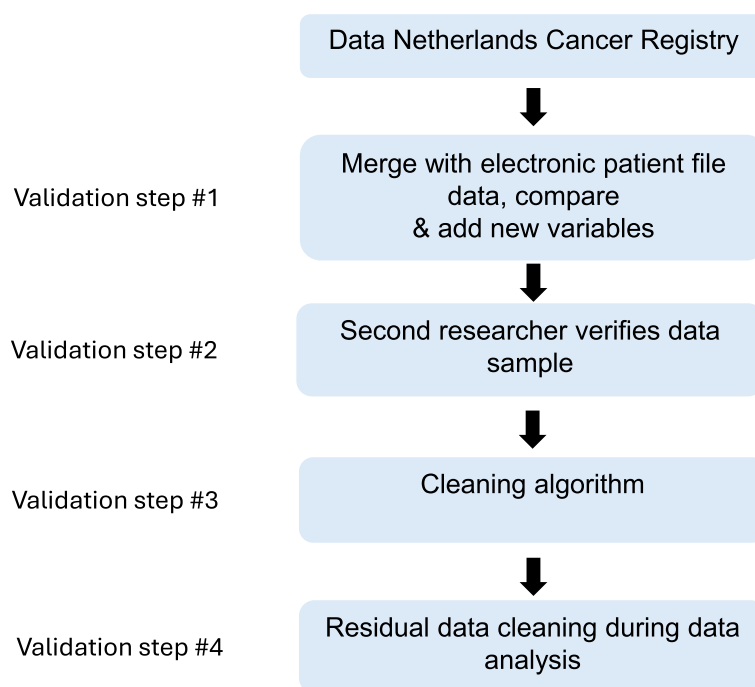 Data Netherlands Cancer Registry
Validation step #1
Merge with electronic patient file
data, compare
& add new variables
Validation step #2
Second researcher verifies data
sample
Validation step #3
Cleaning algorithm
Validation step #4
Residual data cleaning during data
analysis